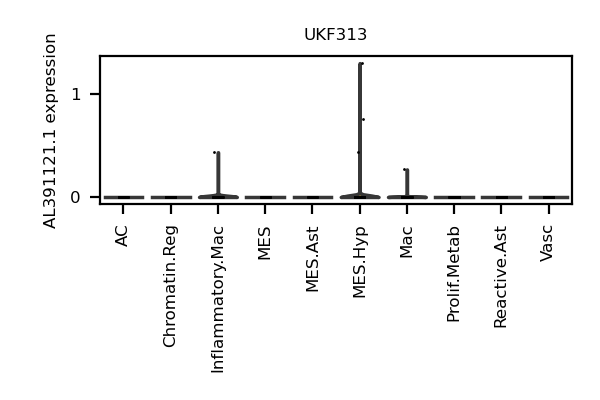 UKF313
AL391121.1 expression
1
0
AC
Chromatin.Reg
Inflammatory.Mac
MES
MES.Ast
MES.Hyp
Mac
Prolif.Metab
Reactive.Ast
Vasc